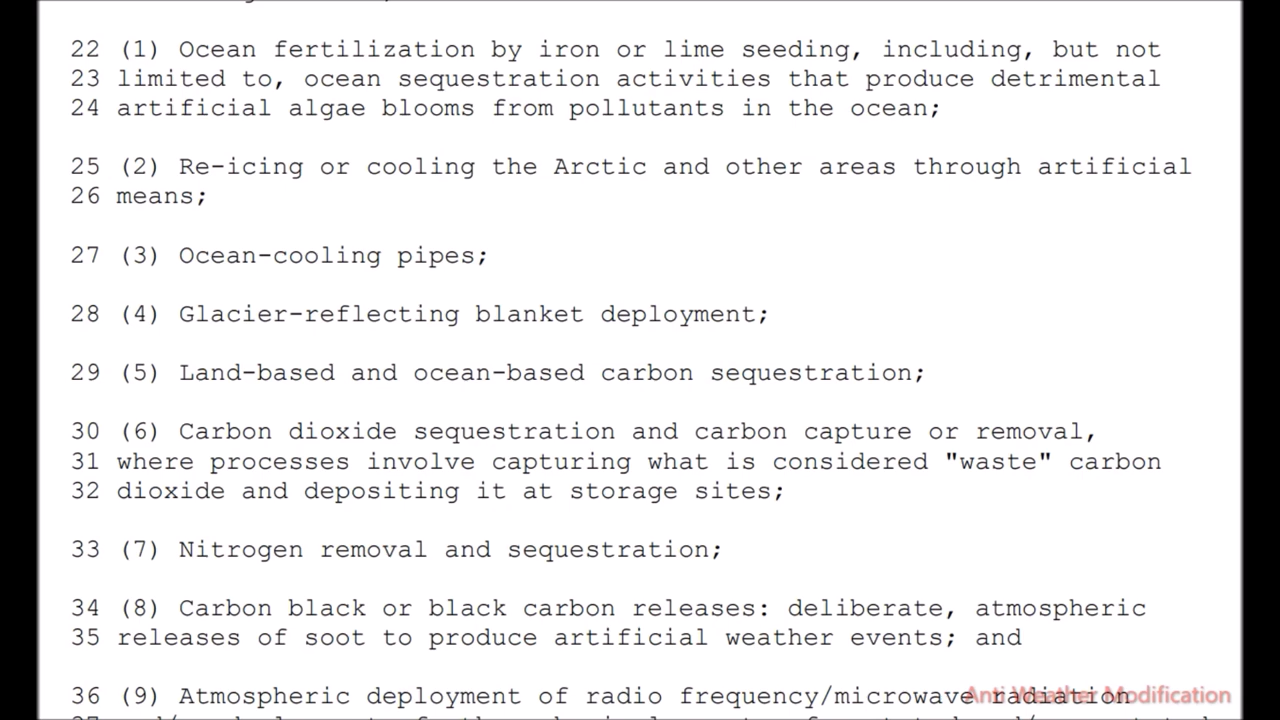 22 (1) Ocean fertilization by iron or lime seeding, including, but not
23 limited to, ocean sequestration activities that produce detrimental
24 artificial algae blooms from pollutants in the ocean;
25 (2) Re-icing or cooling the Arctic and other areas through artificial
26 means;
27 (3) Ocean-cooling pipes;
28 (4) Glacier-reflecting blanket deployment;
29 (5) Land-based and ocean-based carbon sequestration;
30 (6) Carbon dioxide sequestration and carbon capture or removal,
31 where processes involve capturing what is considered "waste" carbon
32 dioxide and depositing it at storage sites;
33 (7) Nitrogen removal and sequestration;
34 (8) Carbon black or black carbon releases: deliberate, atmospheric
35 releases of soot to produce artificial weather events; and
36 (9) Atmospheric deployment of radio frequency/microwave radiation
Anti Weather Modification